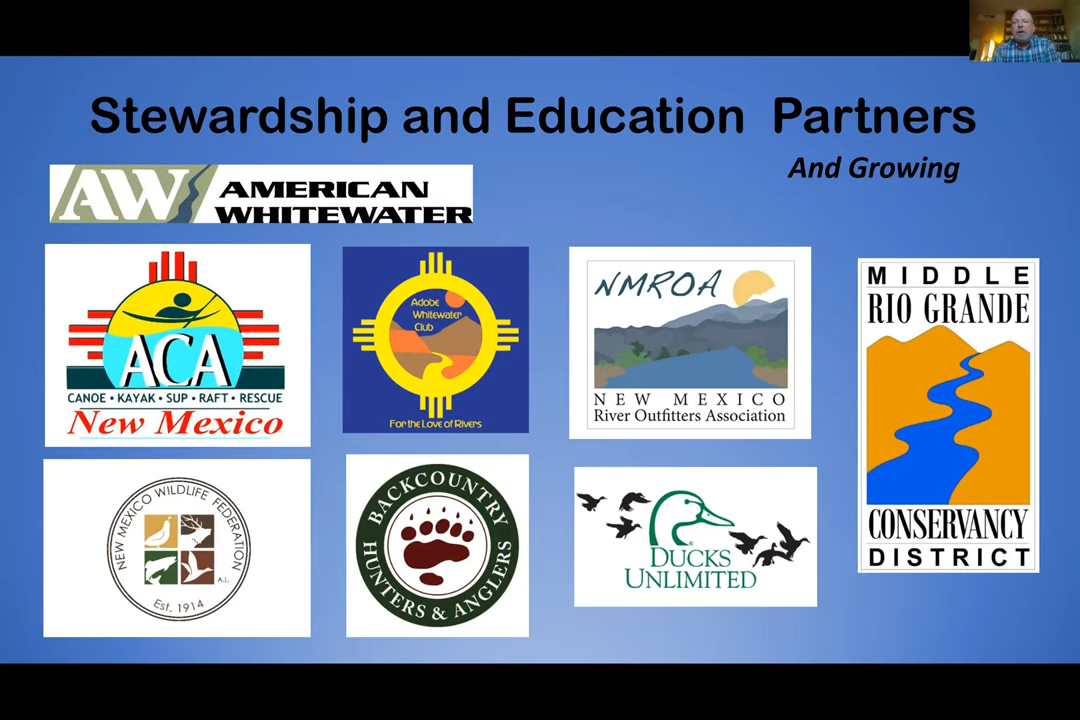 Stewardship and Education Partners
And Growing
AW AMERICAN
WHITEWATER
ACA
CANOE • KAYAK • SUP • RAFT • RESCUE
New Mexico
Adobe
Whitewater
Club
For the Love of Rivers
NMROA
NEW MEXICO
River Outfitters Association
MIDDLE
RIO GRANDE
CONSERVANCY
DISTRICT
NEW MEXICO WILDLIFE FEDERATION
A.L.
Est. 1914
BACKCOUNTRY
HUNTERS & ANGLERS
DUCKS
UNLIMITED